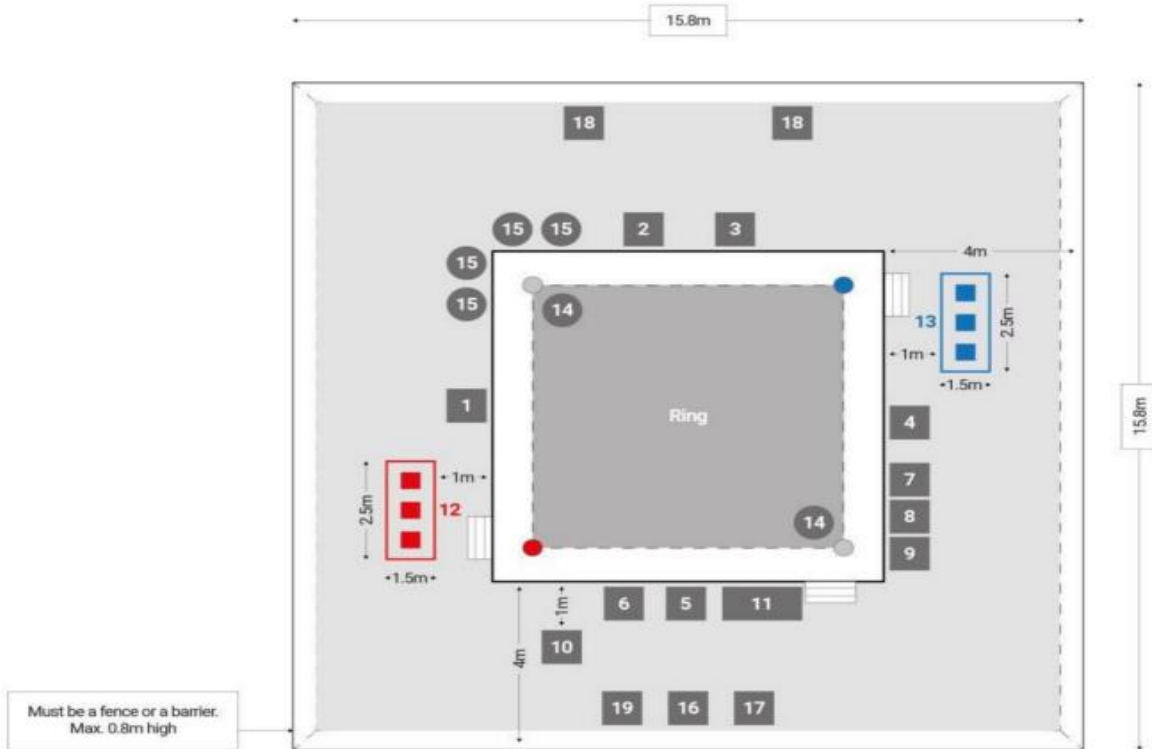 15.8m
18 18
15 15 2 3
15
4m
15
14
13
2.5m
1m
1.5m
1
Ring
4
15.8m
1m
7
2.5m
12
8
14
9
1.5m
6 5 11
1m
10
4m
19 16 17
Must be a fence or a barrier.
Max. 0.8m high